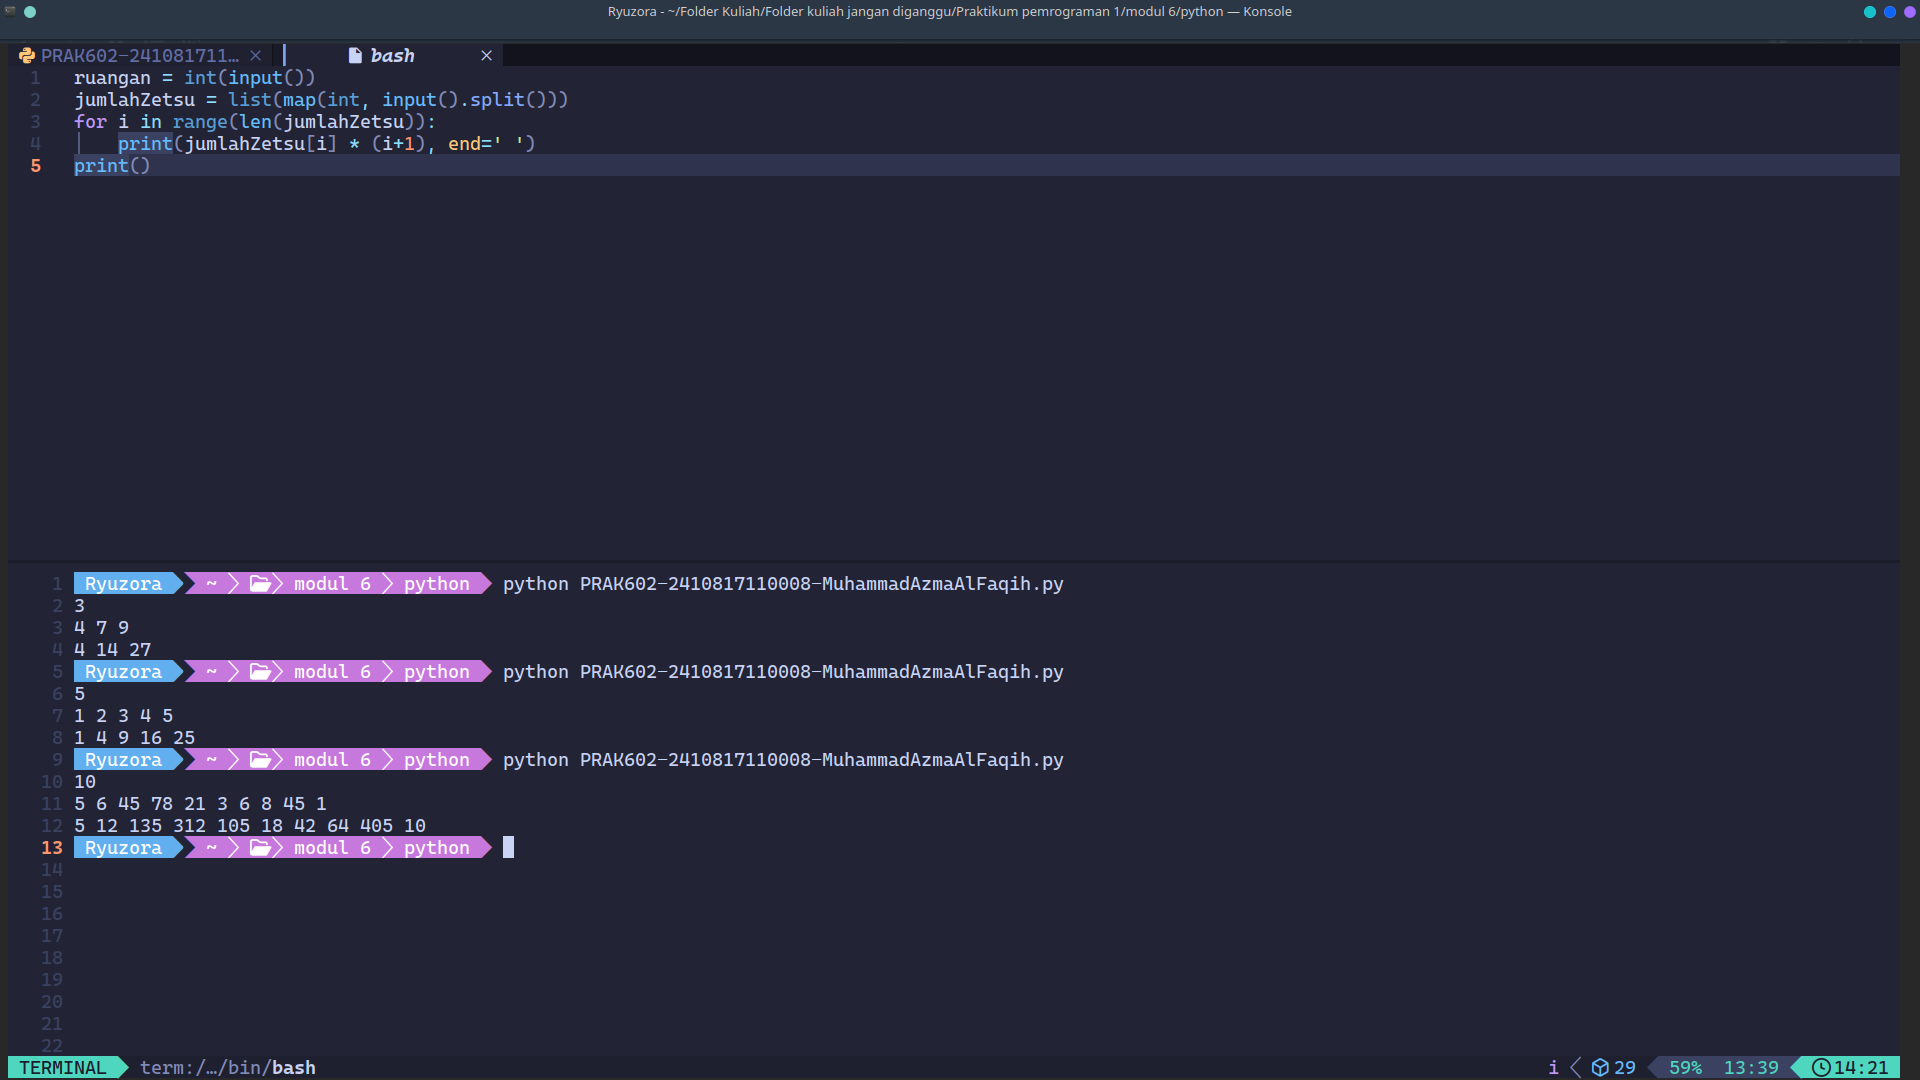 Ryuzora - ~/Folder Kuliah/Folder kuliah jangan diganggu/Praktikum pemrograman 1/modul 6/python — Konsole
PRAK602-241081711… × bash ×
1 ruangan = int(input())
2 jumlahZetsu = list(map(int, input().split()))
3 for i in range(len(jumlahZetsu)):
4 print(jumlahZetsu[i] * (i+1), end=' ')
5 print()
1 Ryuzora ~ modul 6 python python PRAK602-2410817110008-MuhammadAzmaAlFaqih.py
2 3
3 4 7 9
4 4 14 27
5 Ryuzora ~ modul 6 python python PRAK602-2410817110008-MuhammadAzmaAlFaqih.py
6 5
7 1 2 3 4 5
8 1 4 9 16 25
9 Ryuzora ~ modul 6 python python PRAK602-2410817110008-MuhammadAzmaAlFaqih.py
10 10
11 5 6 45 78 21 3 6 8 45 1
12 5 12 135 312 105 18 42 64 405 10
13 Ryuzora ~ modul 6 python
14
15
16
17
18
19
20
21
22
TERMINAL term:/…/bin/bash i 29 59% 13:39 14:21